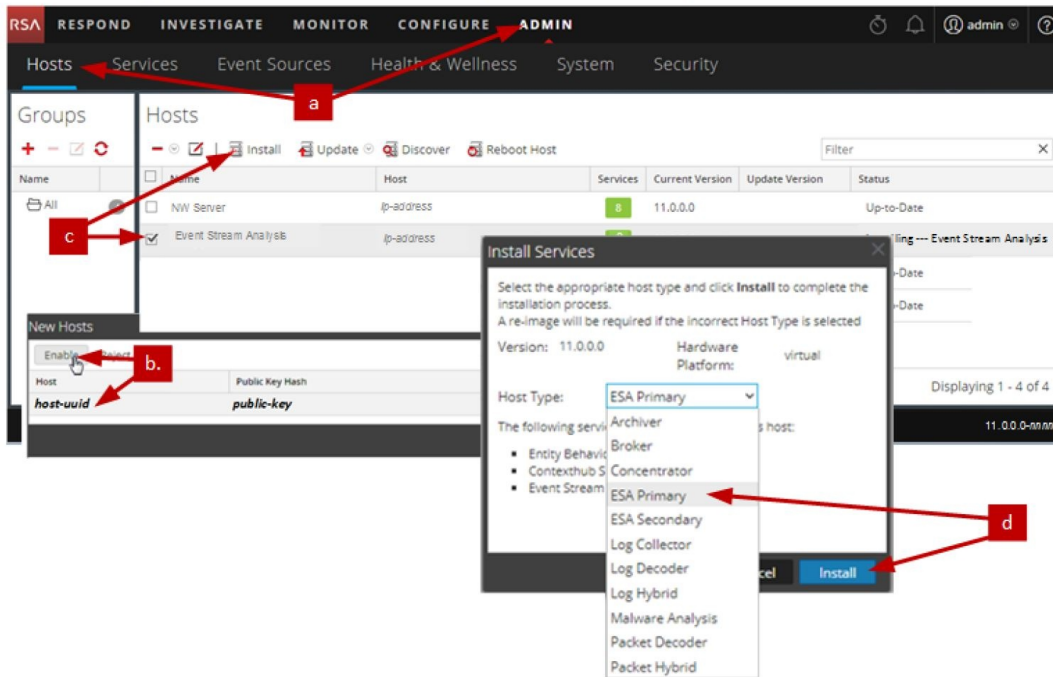 RSA RESPOND INVESTIGATE MONITOR CONFIGURE ADMIN admin
Hosts Services Event Sources Health & Wellness System Security
a
Groups
Hosts
Install Update Discover Reboot Host Filter
Name
Name Host Services Current Version Update Version Status
All
NW Server ip-address 8 11.0.0.0 Up-to-Date
c
Event Stream Analysis ip-address --- Event Stream Analysis
-Date
-Date
Displaying 1 - 4 of 4
11.0.0.0-nnnn
New Hosts
Enable Reject
b.
Host Public Key Hash
host-uuid public-key
Install Services
Select the appropriate host type and click Install to complete the
installation process.
A re-image will be required if the incorrect Host Type is selected
Version: 11.0.0.0 Hardware Platform: virtual
Host Type: ESA Primary
The following servi s host:
Entity Behavi
Contexthub S
Event Stream
Archiver
Broker
Concentrator
ESA Primary
ESA Secondary
Log Collector
Log Decoder
Log Hybrid
Malware Analysis
Packet Decoder
Packet Hybrid
d
cel Install